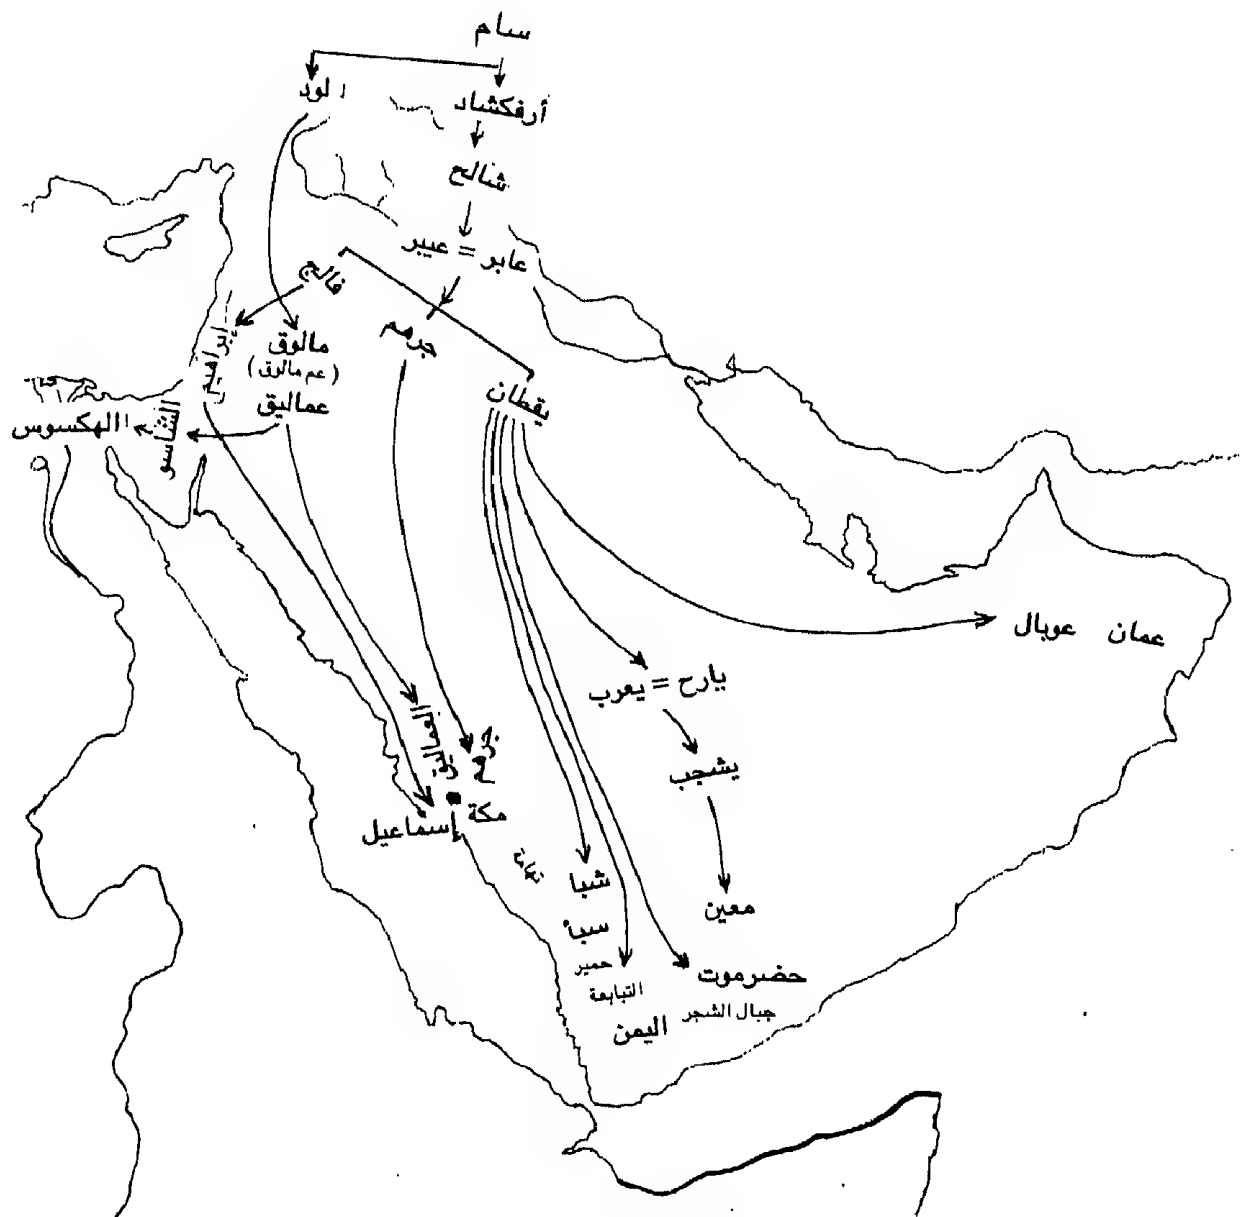 سام
أرفكشاد
لود
شالح
عابر = عيبر
فالج
جرهم
يقطان
إبراهيم
مالوق
(عم مالوق)
عماليق
الشاسو
الهكسوس
عمان
عوبال
يارح = يعرب
يشجب
معين
العماليق
جرهم
مكة
إسماعيل
تهامة
شبا
سبأ
حمير
التبابعة
اليمن
حضرموت
جبال الشجر